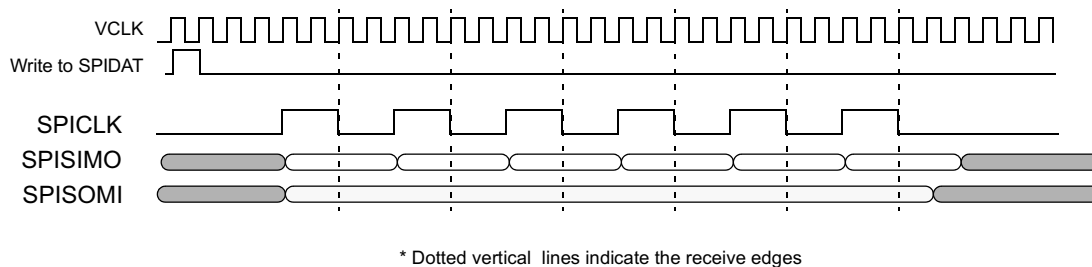 VCLK
Write to SPIDAT
SPICLK
SPISIMO
SPISOMI
* Dotted vertical lines indicate the receive edges